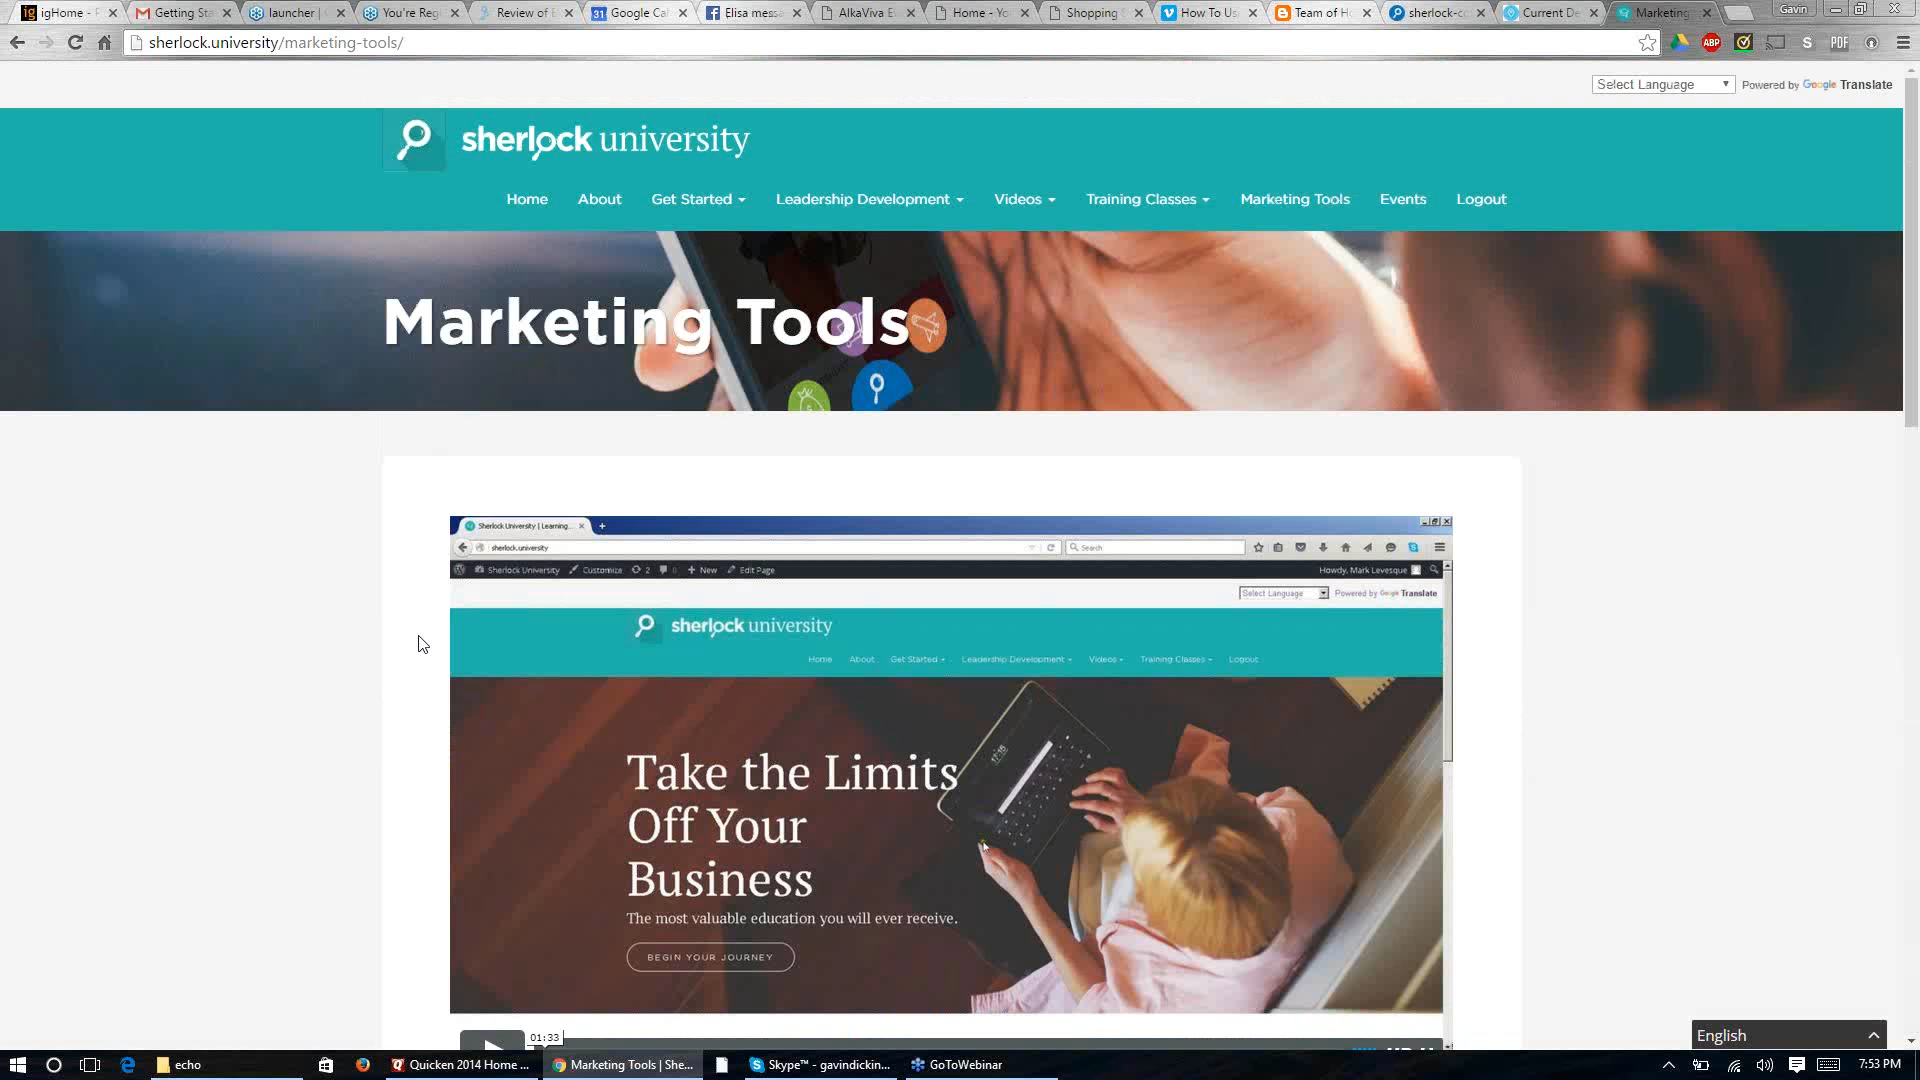 igHome - F
Getting Sta
launcher |
You're Reg
Review of E
Google Cal
Elisa messa
AlkaViva E
Home - Yo
Shopping
How To Us
Team of Ho
sherlock-co
Current De
Marketing
Gavin
sherlock.university/marketing-tools/
ABP
S
PDF
Select Language
Powered by Google Translate
sherlock university
Home About Get Started Leadership Development Videos Training Classes Marketing Tools Events Logout
Marketing Tools
Sherlock University | Learning...
sherlock.university
Search
Sherlock University Customize 2 0 New Edit Page
Howdy, Mark Levesque
Select Language
Powered by Google Translate
sherlock university
Home About Get Started Leadership Development Videos Training Classes Logout
Take the Limits
Off Your
Business
The most valuable education you will ever receive.
BEGIN YOUR JOURNEY
01:33
English
echo
Quicken 2014 Home ...
Marketing Tools | She...
Skype™ - gavindickin...
GoToWebinar
7:53 PM